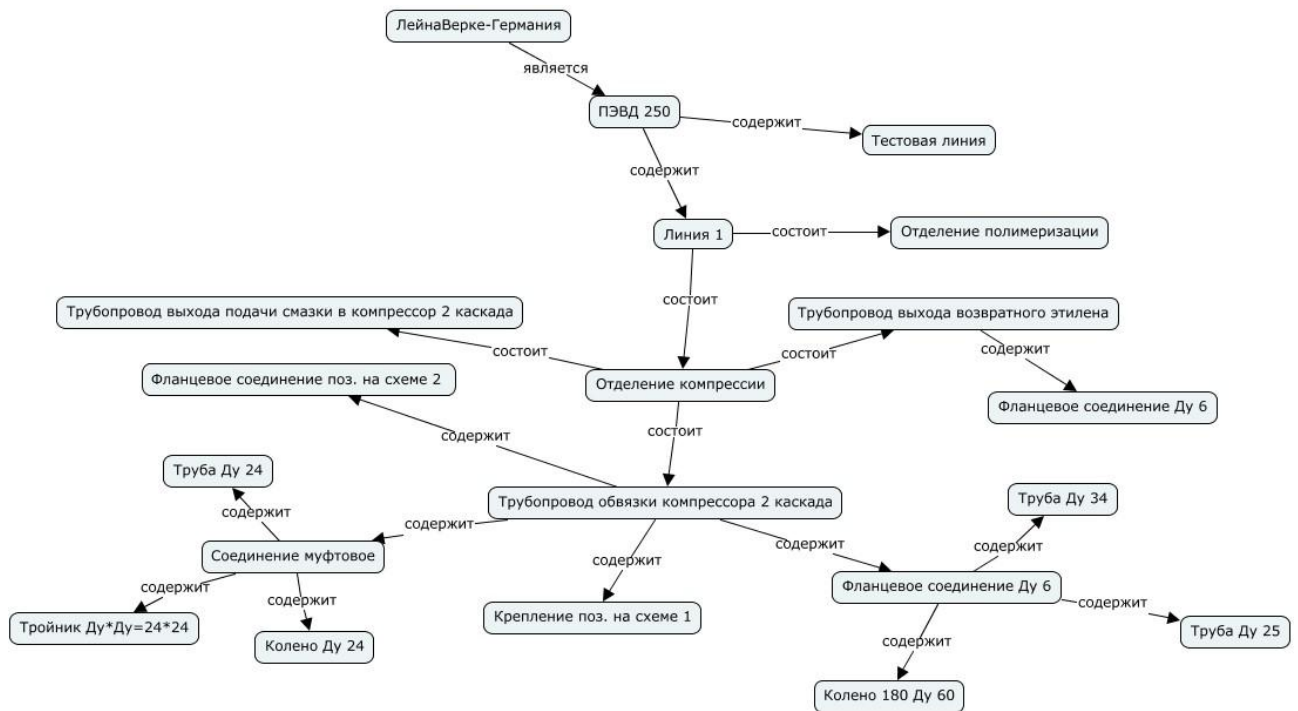 ЛейнаВерке-Германия
является
ПЭВД 250
содержит
Тестовая линия
содержит
Линия 1
состоит
Отделение полимеризации
состоит
Трубопровод выхода подачи смазки в компрессор 2 каскада
Трубопровод выхода возвратного этилена
состоит
состоит
содержит
Фланцевое соединение поз. на схеме 2
Отделение компрессии
Фланцевое соединение Ду 6
содержит
состоит
Труба Ду 24
Трубопровод обвязки компрессора 2 каскада
Труба Ду 34
содержит
содержит
содержит
содержит
Соединение муфтовое
содержит
Фланцевое соединение Ду 6
содержит
содержит
содержит
Тройник Ду*Ду=24*24
Колено Ду 24
Крепление поз. на схеме 1
содержит
содержит
Труба Ду 25
Колено 180 Ду 60